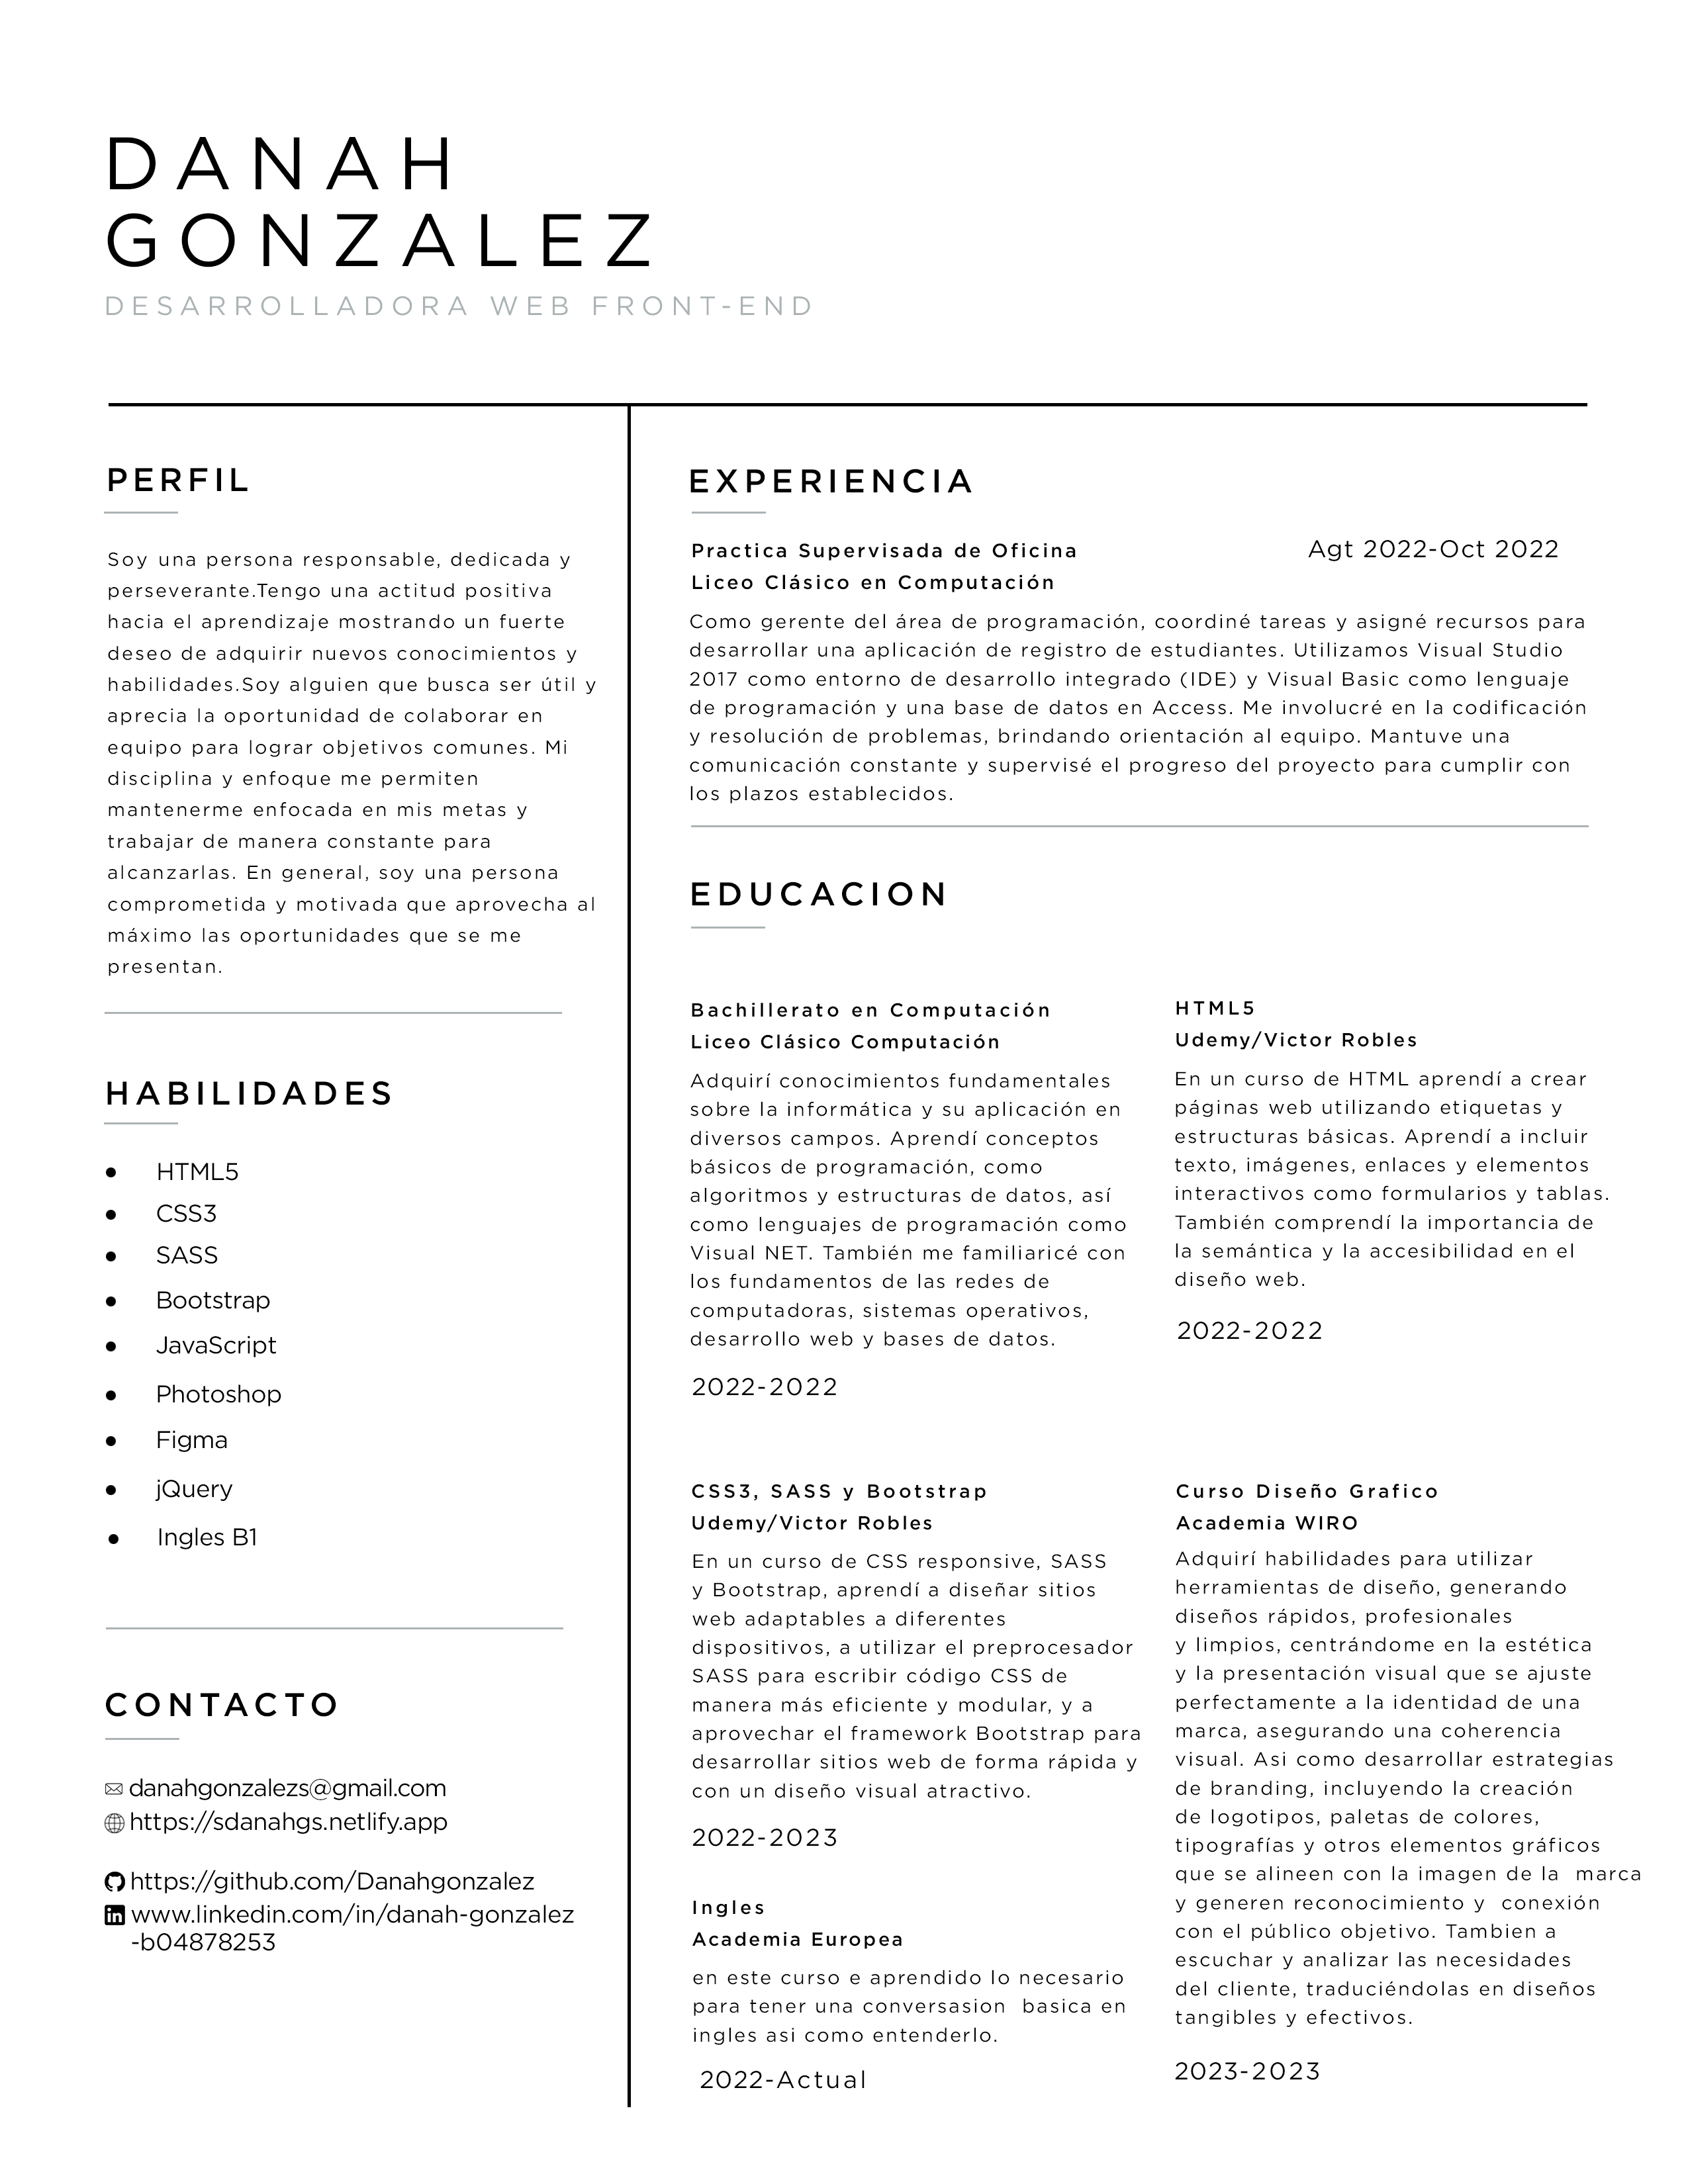 DANAH
GONZALEZ
DESARROLLADORA WEB FRONT-END
PERFIL
Soy una persona responsable, dedicada y
perseverante.Tengo una actitud positiva
hacia el aprendizaje mostrando un fuerte
deseo de adquirir nuevos conocimientos y
habilidades.Soy alguien que busca ser útil y
aprecia la oportunidad de colaborar en
equipo para lograr objetivos comunes. Mi
disciplina y enfoque me permiten
mantenerme enfocada en mis metas y
trabajar de manera constante para
alcanzarlas. En general, soy una persona
comprometida y motivada que aprovecha al
máximo las oportunidades que se me
presentan.
HABILIDADES
• HTML5
• CSS3
• SASS
• Bootstrap
• JavaScript
• Photoshop
• Figma
• jQuery
• Ingles B1
CONTACTO
danahgonzalezs@gmail.com
https://sdanahgs.netlify.app
https://github.com/Danahgonzalez
www.linkedin.com/in/danah-gonzalez
-b04878253
EXPERIENCIA
Practica Supervisada de Oficina Agt 2022-Oct 2022
Liceo Clásico en Computación
Como gerente del área de programación, coordiné tareas y asigné recursos para
desarrollar una aplicación de registro de estudiantes. Utilizamos Visual Studio
2017 como entorno de desarrollo integrado (IDE) y Visual Basic como lenguaje
de programación y una base de datos en Access. Me involucré en la codificación
y resolución de problemas, brindando orientación al equipo. Mantuve una
comunicación constante y supervisé el progreso del proyecto para cumplir con
los plazos establecidos.
EDUCACION
Bachillerato en Computación
Liceo Clásico Computación
Adquirí conocimientos fundamentales
sobre la informática y su aplicación en
diversos campos. Aprendí conceptos
básicos de programación, como
algoritmos y estructuras de datos, así
como lenguajes de programación como
Visual NET. También me familiaricé con
los fundamentos de las redes de
computadoras, sistemas operativos,
desarrollo web y bases de datos.
2022-2022
HTML5
Udemy/Victor Robles
En un curso de HTML aprendí a crear
páginas web utilizando etiquetas y
estructuras básicas. Aprendí a incluir
texto, imágenes, enlaces y elementos
interactivos como formularios y tablas.
También comprendí la importancia de
la semántica y la accesibilidad en el
diseño web.
2022-2022
CSS3, SASS y Bootstrap
Udemy/Victor Robles
En un curso de CSS responsive, SASS
y Bootstrap, aprendí a diseñar sitios
web adaptables a diferentes
dispositivos, a utilizar el preprocesador
SASS para escribir código CSS de
manera más eficiente y modular, y a
aprovechar el framework Bootstrap para
desarrollar sitios web de forma rápida y
con un diseño visual atractivo.
2022-2023
Ingles
Academia Europea
en este curso e aprendido lo necesario
para tener una conversasion basica en
ingles asi como entenderlo.
2022-Actual
Curso Diseño Grafico
Academia WIRO
Adquirí habilidades para utilizar
herramientas de diseño, generando
diseños rápidos, profesionales
y limpios, centrándome en la estética
y la presentación visual que se ajuste
perfectamente a la identidad de una
marca, asegurando una coherencia
visual. Asi como desarrollar estrategias
de branding, incluyendo la creación
de logotipos, paletas de colores,
tipografías y otros elementos gráficos
que se alineen con la imagen de la marca
y generen reconocimiento y conexión
con el público objetivo. Tambien a
escuchar y analizar las necesidades
del cliente, traduciéndolas en diseños
tangibles y efectivos.
2023-2023